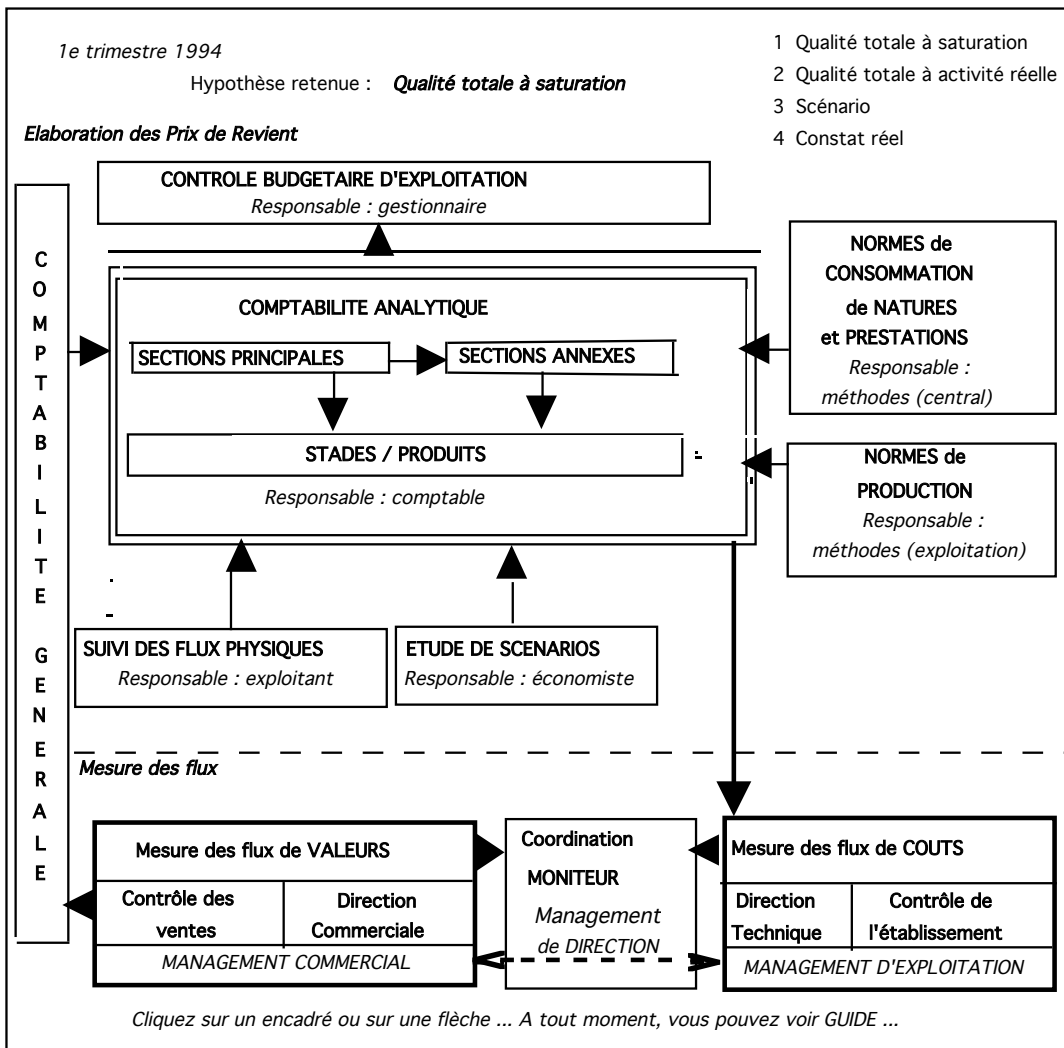 1e trimestre 1994
Hypothèse retenue : Qualité totale à saturation
1 Qualité totale à saturation
2 Qualité totale à activité réelle
3 Scénario
4 Constat réel
Elaboration des Prix de Revient
COMPTABILITE GENERALE
CONTROLE BUDGETAIRE D'EXPLOITATION
Responsable : gestionnaire
COMPTABILITE ANALYTIQUE
SECTIONS PRINCIPALES
SECTIONS ANNEXES
STADES / PRODUITS
Responsable : comptable
NORMES de
CONSOMMATION
de NATURES
et PRESTATIONS
Responsable :
méthodes (central)
NORMES de
PRODUCTION
Responsable :
méthodes (exploitation)
SUIVI DES FLUX PHYSIQUES
Responsable : exploitant
ETUDE DE SCENARIOS
Responsable : économiste
Mesure des flux
Mesure des flux de VALEURS
Contrôle des
ventes
Direction
Commerciale
MANAGEMENT COMMERCIAL
Coordination
MONITEUR
Management
de DIRECTION
Mesure des flux de COUTS
Direction
Technique
Contrôle de
l'établissement
MANAGEMENT D'EXPLOITATION
Cliquez sur un encadré ou sur une flèche ... A tout moment, vous pouvez voir GUIDE ...